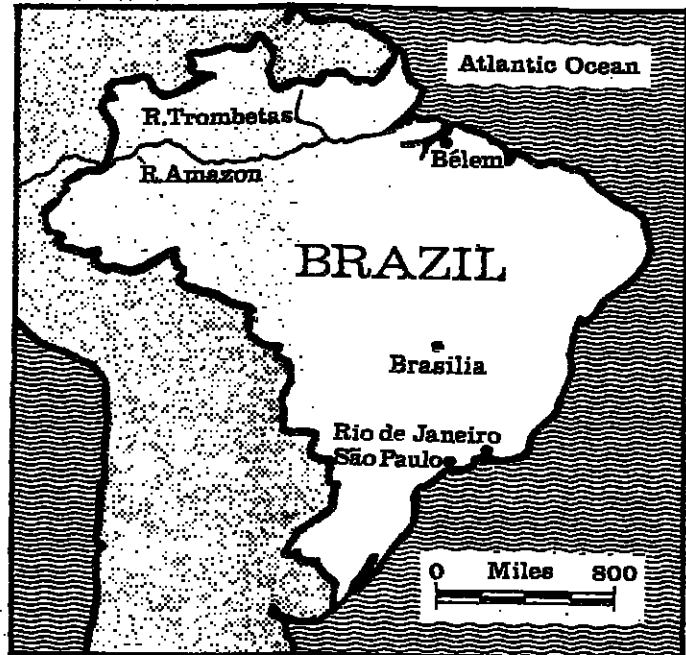 Atlantic Ocean
R. Trombetas
R. Amazon
Bélem
BRAZIL
Brasilia
Rio de Janeiro
São Paulo
0 Miles 800